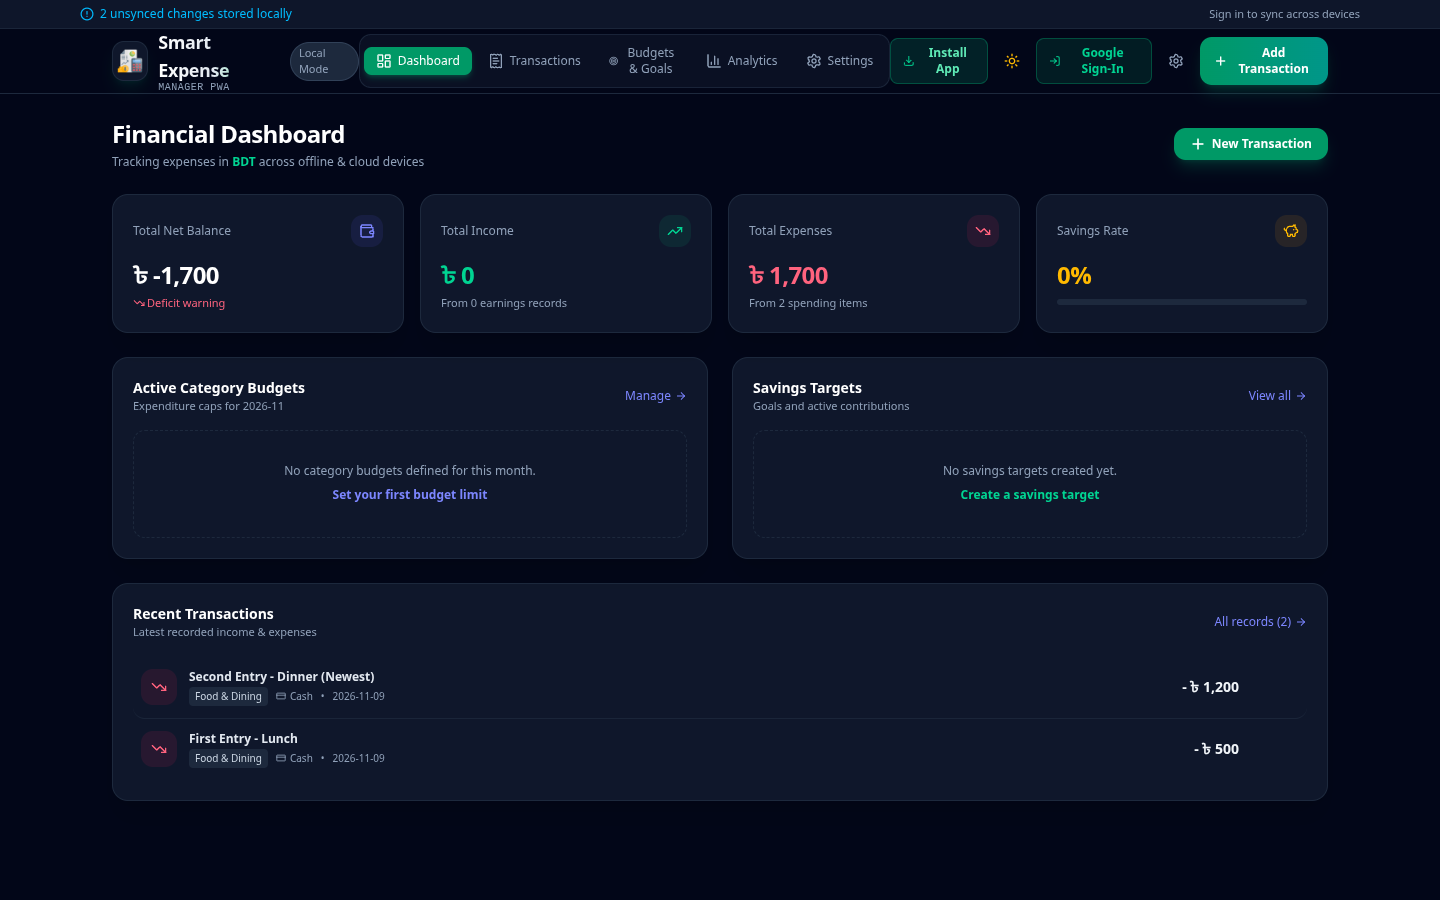 2 unsynced changes stored locally
Sign in to sync across devices
Smart
Expense
MANAGER PWA
Local
Mode
Dashboard
Transactions
Budgets
& Goals
Analytics
Settings
Install
App
Google
Sign-In
Add
Transaction
Financial Dashboard
Tracking expenses in BDT across offline & cloud devices
New Transaction
Total Net Balance
৳ -1,700
Deficit warning
Total Income
৳ 0
From 0 earnings records
Total Expenses
৳ 1,700
From 2 spending items
Savings Rate
0%
Active Category Budgets
Expenditure caps for 2026-11
Manage →
No category budgets defined for this month.
Set your first budget limit
Savings Targets
Goals and active contributions
View all →
No savings targets created yet.
Create a savings target
Recent Transactions
Latest recorded income & expenses
All records (2) →
Second Entry - Dinner (Newest)
Food & Dining Cash • 2026-11-09
- ৳ 1,200
First Entry - Lunch
Food & Dining Cash • 2026-11-09
- ৳ 500